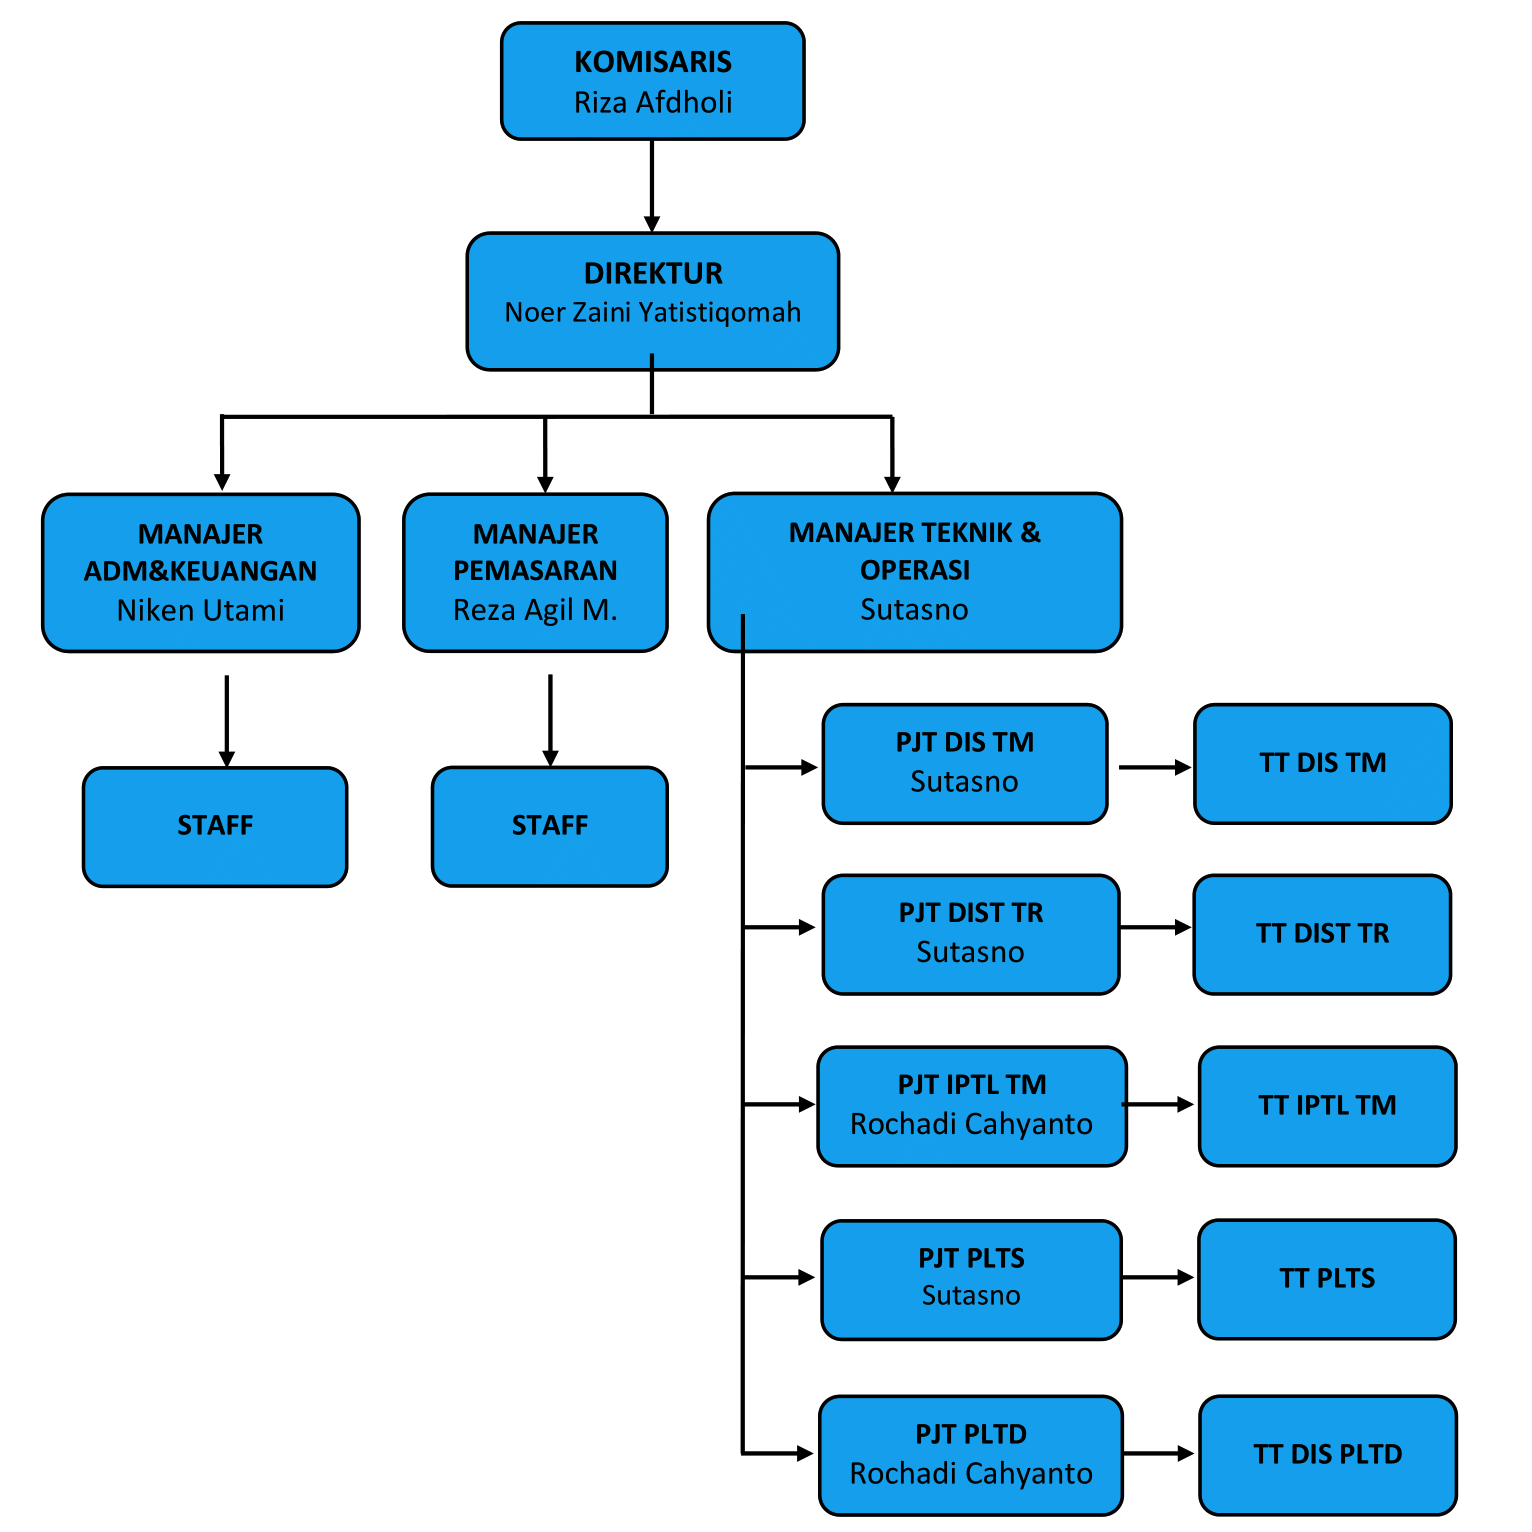 KOMISARIS
Riza Afdholi
DIREKTUR
Noer Zaini Yatistiqomah
MANAJER
ADM&KEUANGAN
Niken Utami
MANAJER
PEMASARAN
Reza Agil M.
MANAJER TEKNIK &
OPERASI
Sutasno
STAFF
STAFF
PJT DIS TM
Sutasno
TT DIS TM
PJT DIST TR
Sutasno
TT DIST TR
PJT IPTL TM
Rochadi Cahyanto
TT IPTL TM
PJT PLTS
Sutasno
TT PLTS
PJT PLTD
Rochadi Cahyanto
TT DIS PLTD